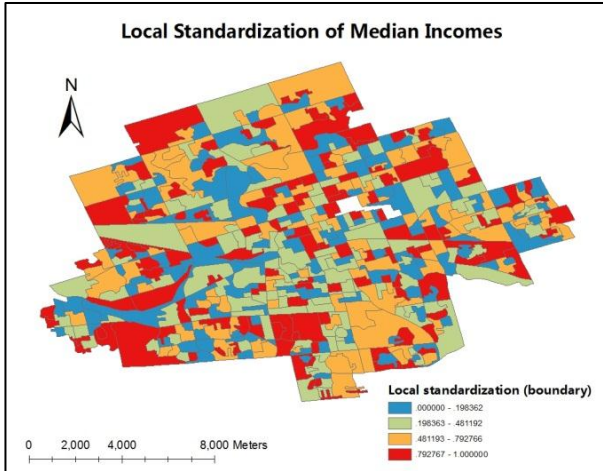 Local Standardization of Median Incomes
N
Local standardization (boundary)
.000000 - .198362
.198363 - .481192
.481193 - .792766
.792767 - 1.000000
0 2,000 4,000 8,000 Meters